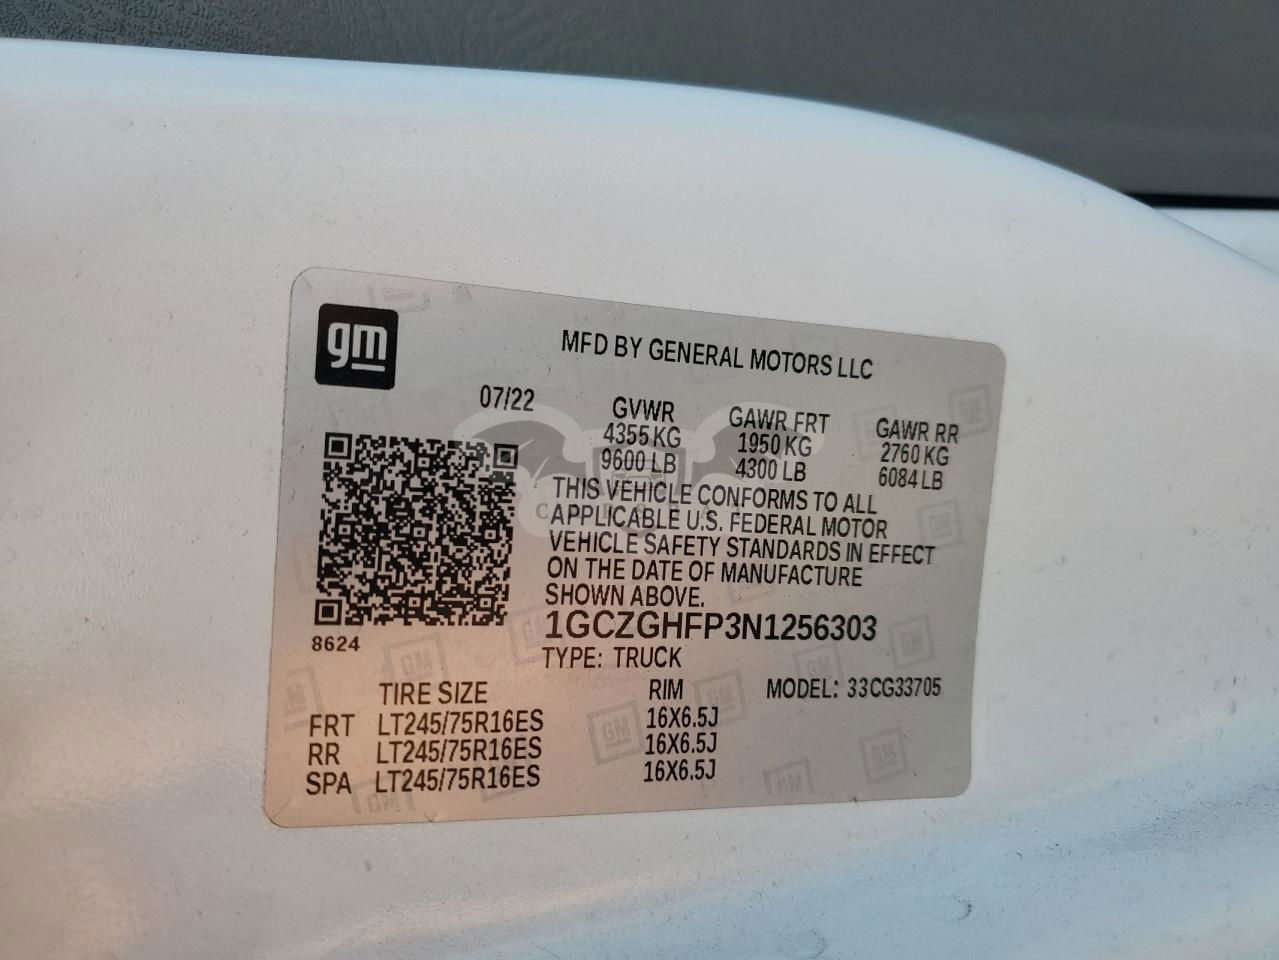 gm
MFD BY GENERAL MOTORS LLC
07/22
GVWR GAWR FRT GAWR RR
4355 KG 1950 KG 2760 KG
9600 LB 4300 LB 6084 LB
THIS VEHICLE CONFORMS TO ALL
APPLICABLE U.S. FEDERAL MOTOR
VEHICLE SAFETY STANDARDS IN EFFECT
ON THE DATE OF MANUFACTURE
SHOWN ABOVE.
1GCZGHFP3N1256303
8624
TYPE: TRUCK
TIRE SIZE RIM MODEL: 33CG33705
FRT LT245/75R16ES 16X6.5J
RR LT245/75R16ES 16X6.5J
SPA LT245/75R16ES 16X6.5J